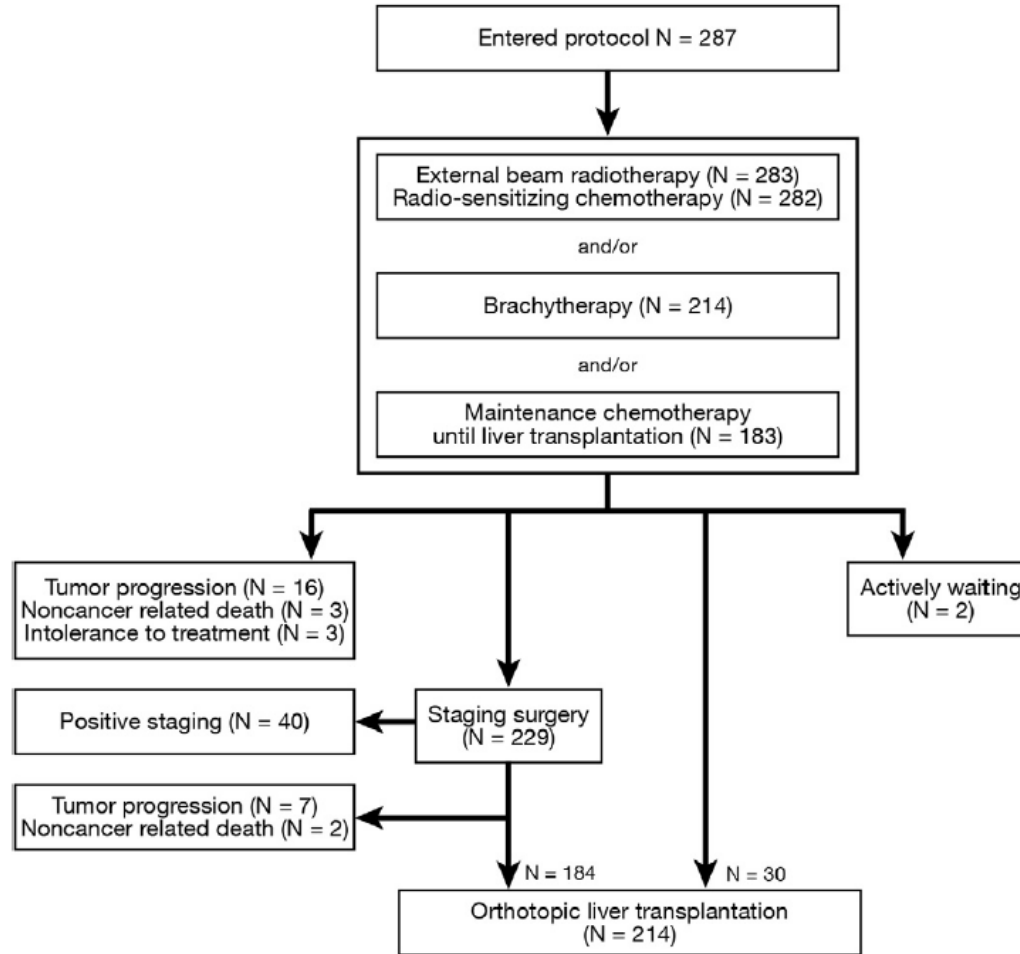 Entered protocol N = 287
External beam radiotherapy (N = 283)
Radio-sensitizing chemotherapy (N = 282)
and/or
Brachytherapy (N = 214)
and/or
Maintenance chemotherapy
until liver transplantation (N = 183)
Tumor progression (N = 16)
Noncancer related death (N = 3)
Intolerance to treatment (N = 3)
Actively waiting
(N = 2)
Positive staging (N = 40)
Staging surgery
(N = 229)
Tumor progression (N = 7)
Noncancer related death (N = 2)
N = 184
N = 30
Orthotopic liver transplantation
(N = 214)